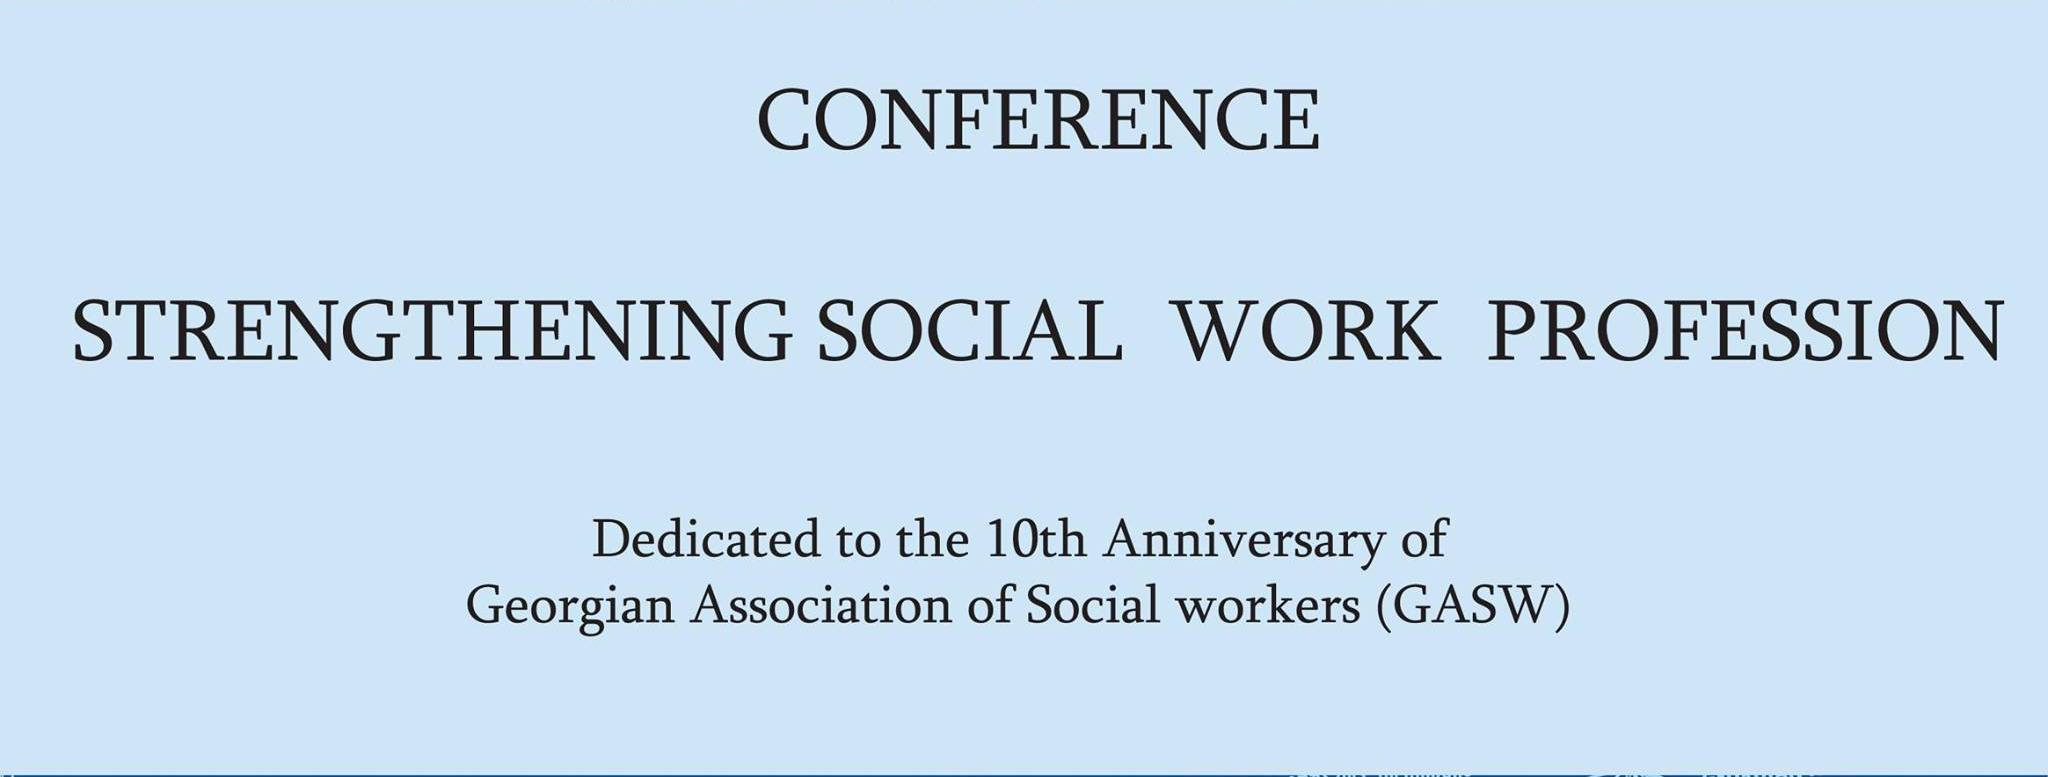 CONFERENCE
STRENGTHENING SOCIAL WORK PROFESSION
Dedicated to the 10th Anniversary of
Georgian Association of Social workers (GASW)